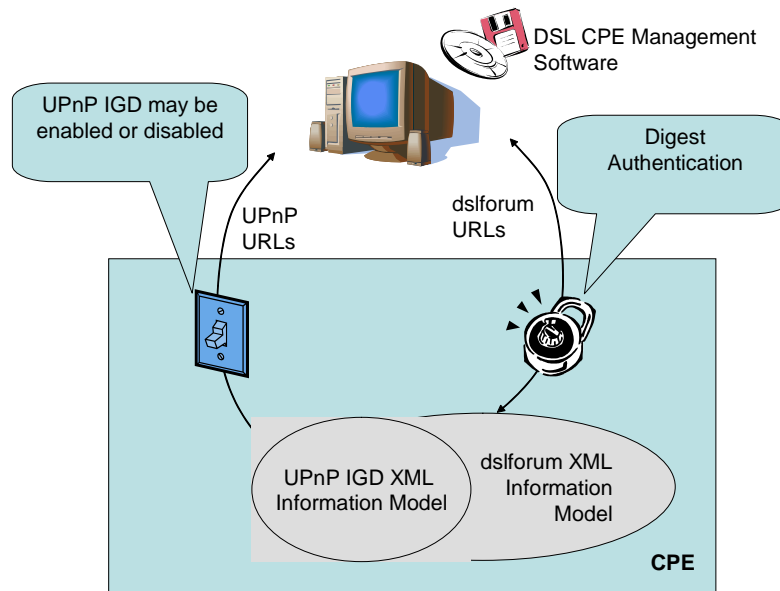 DSL CPE Management
Software
UPnP IGD may be
enabled or disabled
Digest
Authentication
UPnP
URLs
dslforum
URLs
UPnP IGD XML
Information Model
dslforum XML
Information
Model
CPE